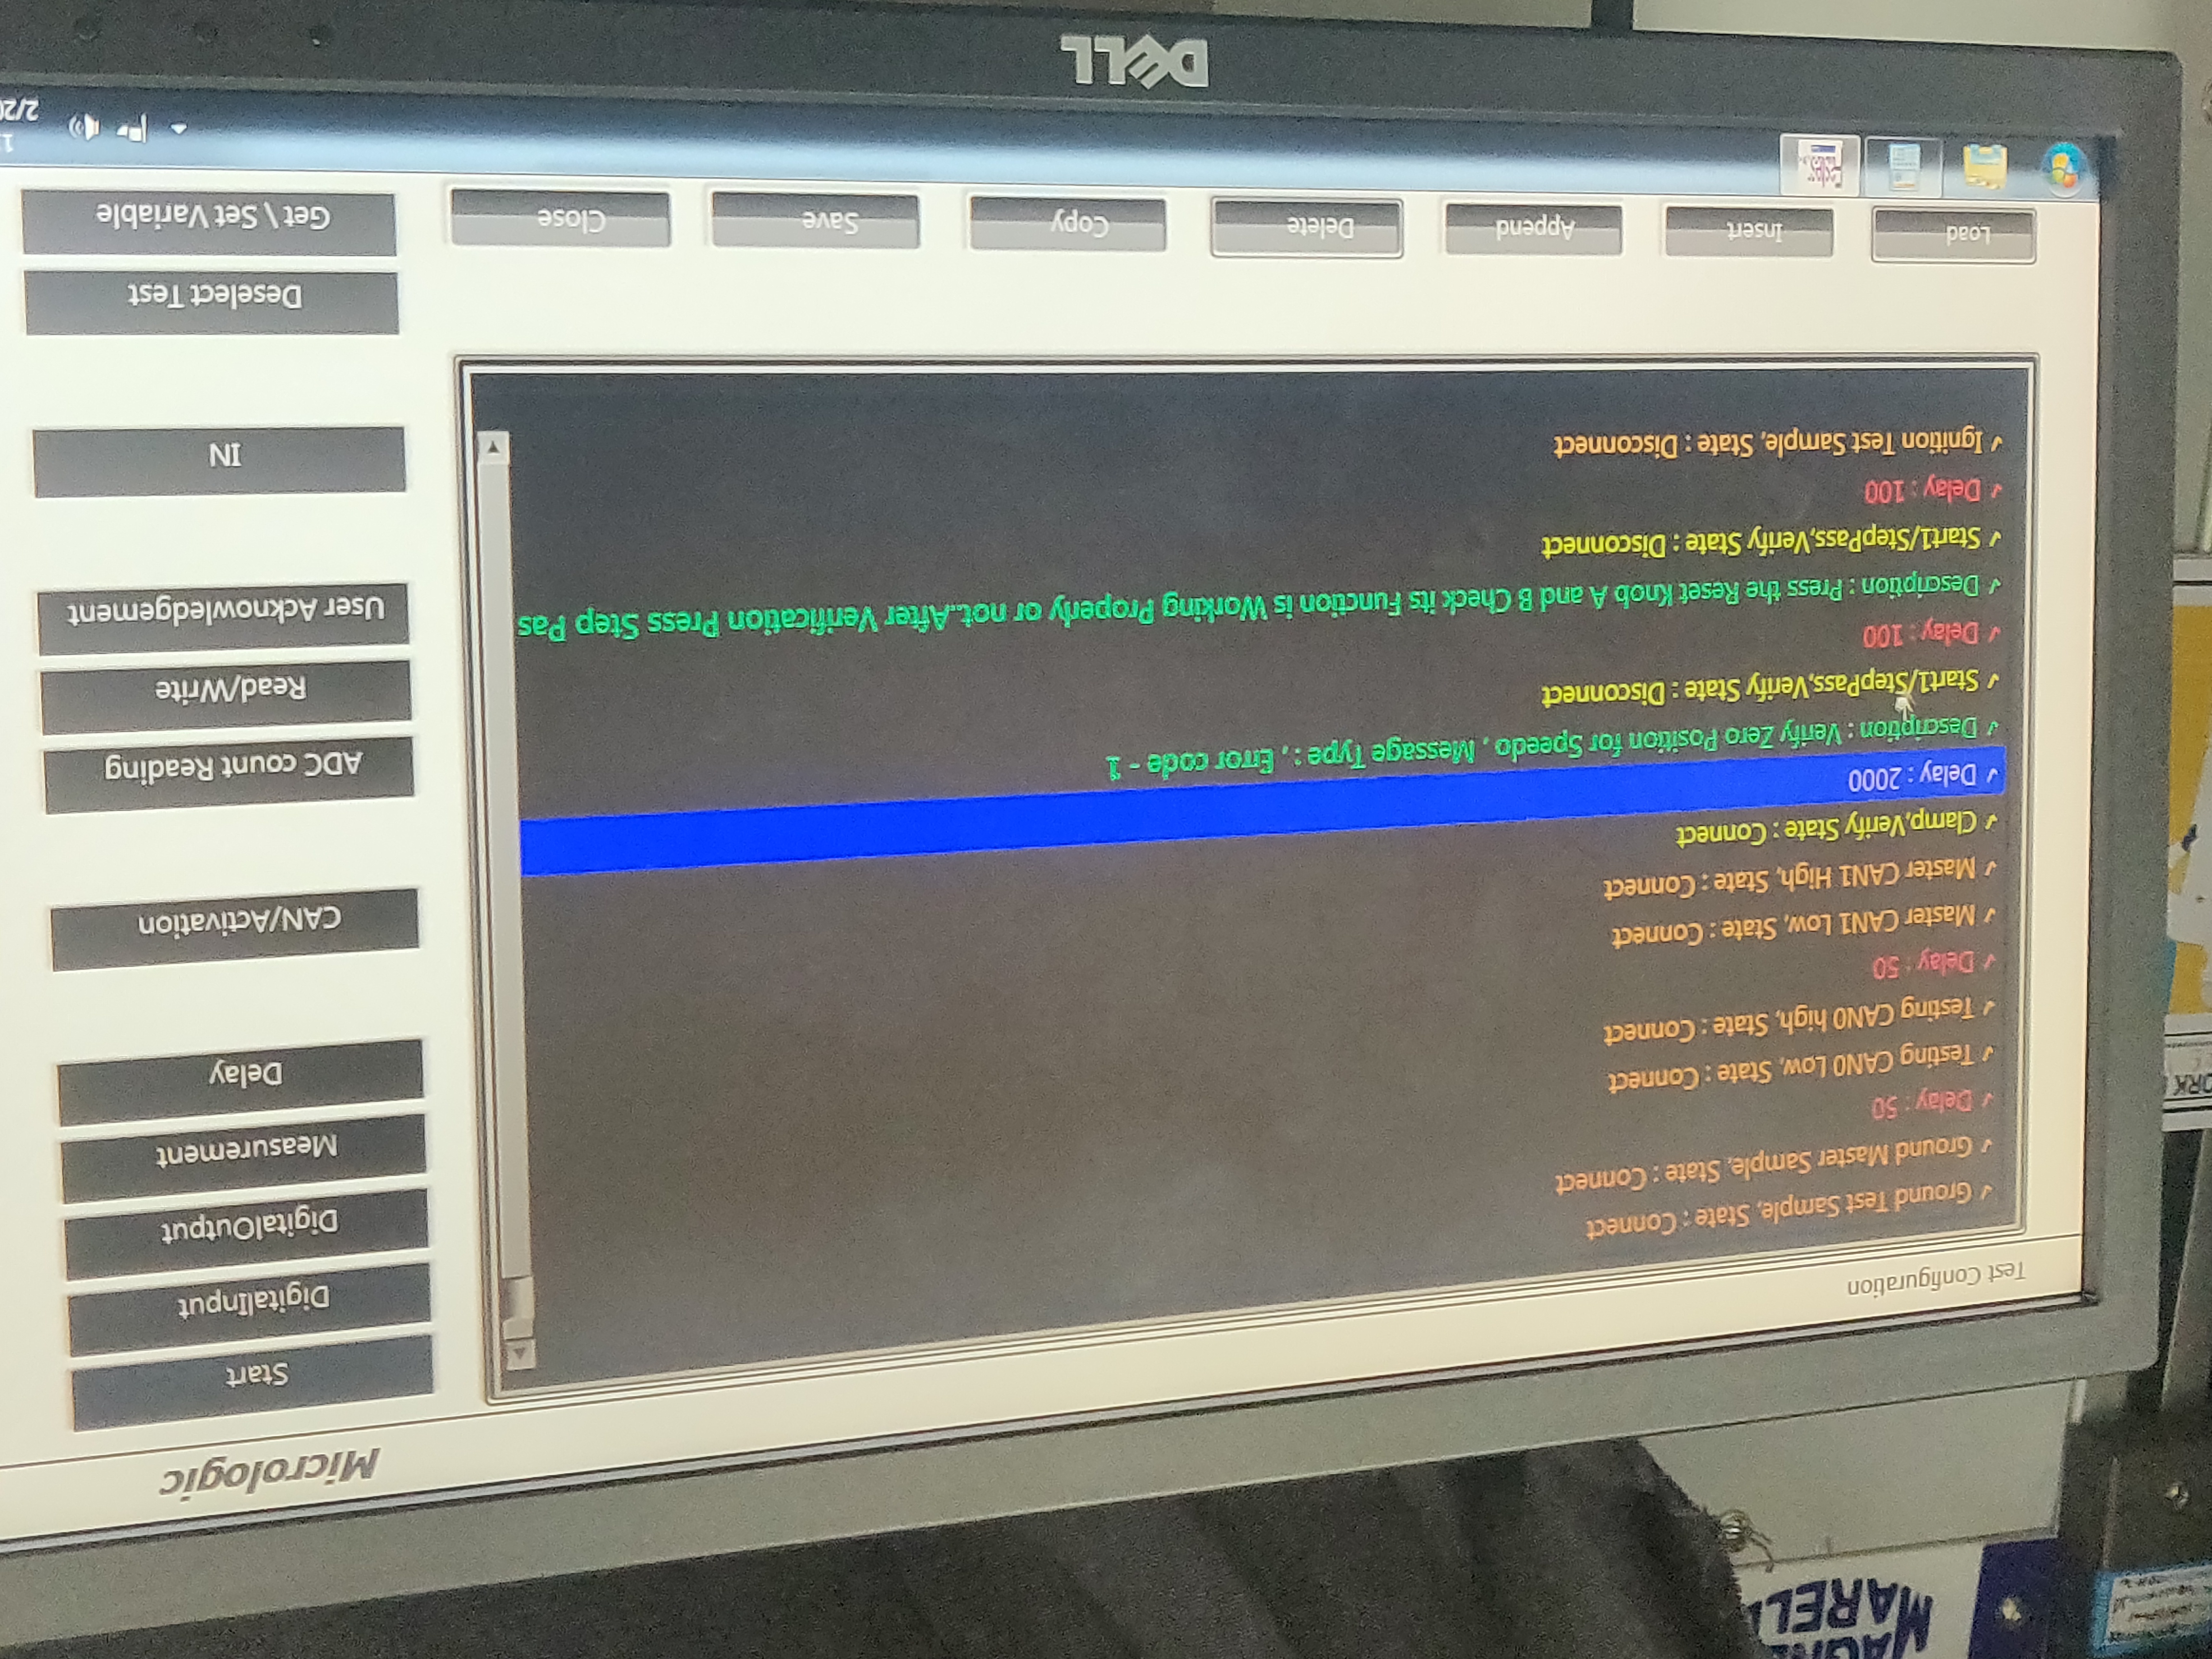 MARELL
Micrologic
Test Configuration
✓ Ground Test Sample, State : Connect
✓ Ground Master Sample, State : Connect
✓ Delay : 50
✓ Testing CAN0 Low, State : Connect
✓ Testing CAN0 high, State : Connect
✓ Delay : 50
✓ Master CAN1 Low, State : Connect
✓ Master CAN1 High, State : Connect
✓ Clamp,Verify State : Connect
✓ Delay : 2000
✓ Description : Verify Zero Position for Speedo , Message Type : , Error code - 1
✓ Start1/StepPass,Verify State : Disconnect
✓ Delay : 100
✓ Description : Press the Reset Knob A and B Check its Function is Working Properly or not..After Verification Press Step Pas
✓ Start1/StepPass,Verify State : Disconnect
✓ Delay : 100
✓ Ignition Test Sample, State : Disconnect
Start
DigitalInput
DigitalOutput
Measurement
Delay
CAN/Activation
ADC count Reading
Read/Write
User Acknowledgement
IN
Deselect Test
Get \ Set Variable
Load
Insert
Append
Delete
Copy
Save
Close
DELL